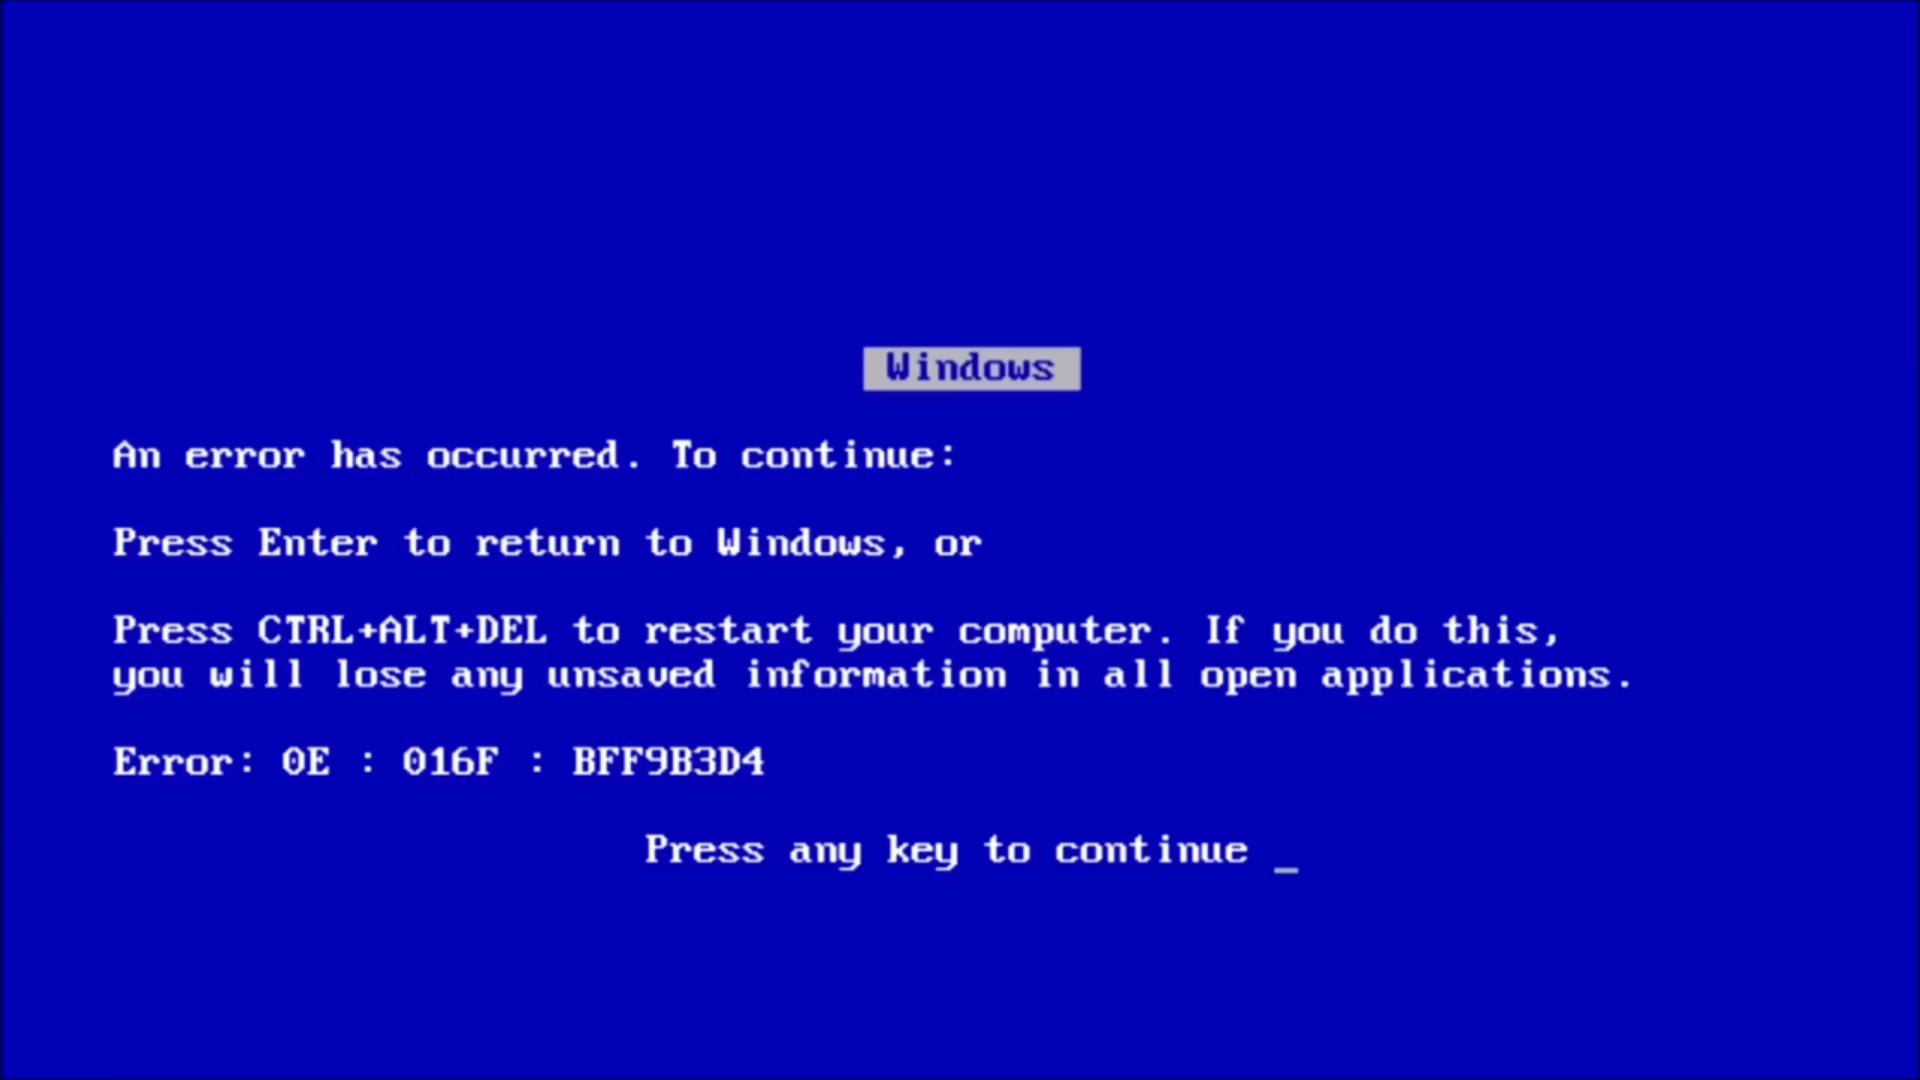 Windows
An error has occurred. To continue:
Press Enter to return to Windows, or
Press CTRL+ALT+DEL to restart your computer. If you do this,
you will lose any unsaved information in all open applications.
Error: 0E : 016F : BFF9B3D4
Press any key to continue _